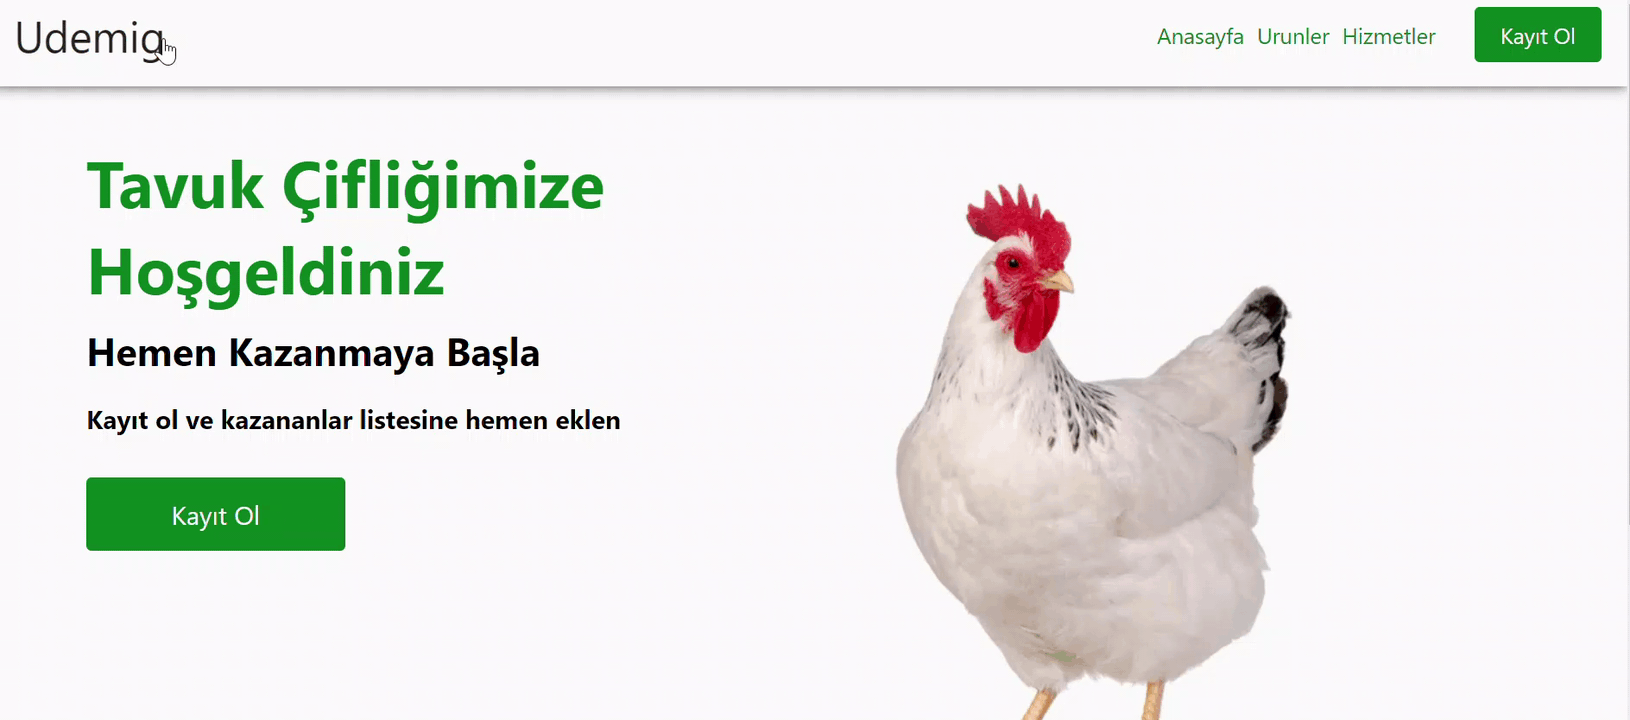 Udemig
Anasayfa Urunler Hizmetler Kayıt Ol
Tavuk Çifliğimize
Hoşgeldiniz
Hemen Kazanmaya Başla
Kayıt ol ve kazananlar listesine hemen eklen
Kayıt Ol